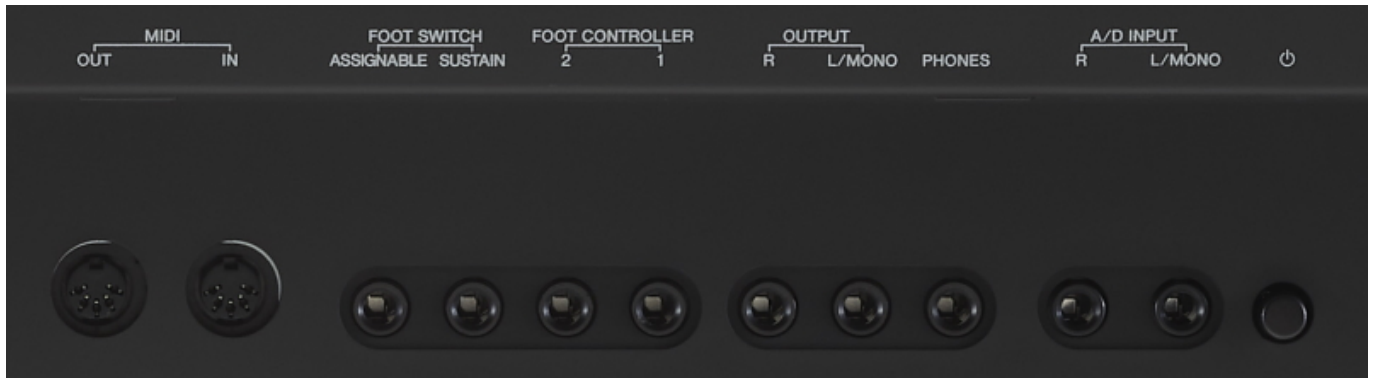 MIDI FOOT SWITCH FOOT CONTROLLER OUTPUT A/D INPUT
OUT IN ASSIGNABLE SUSTAIN 2 1 R L/MONO PHONES R L/MONO